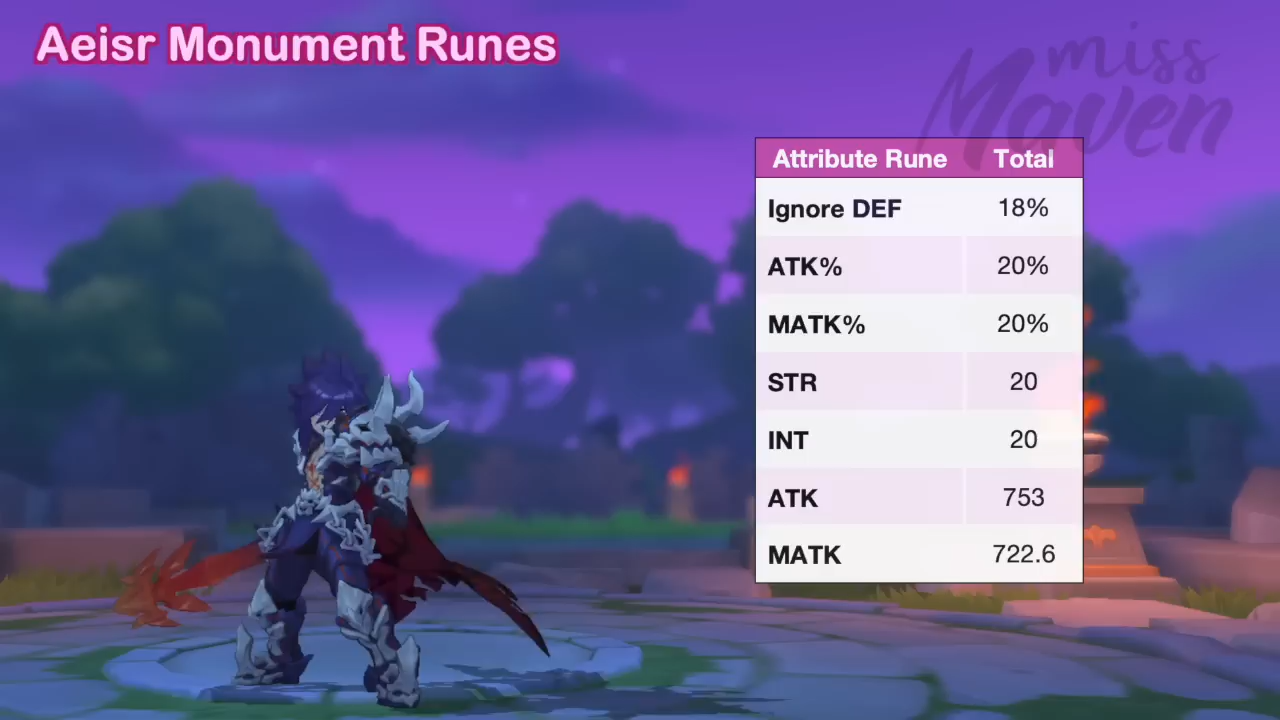 Aeisr Monument Runes
miss
Maven
Attribute Rune Total
Ignore DEF 18%
ATK% 20%
MATK% 20%
STR 20
INT 20
ATK 753
MATK 722.6